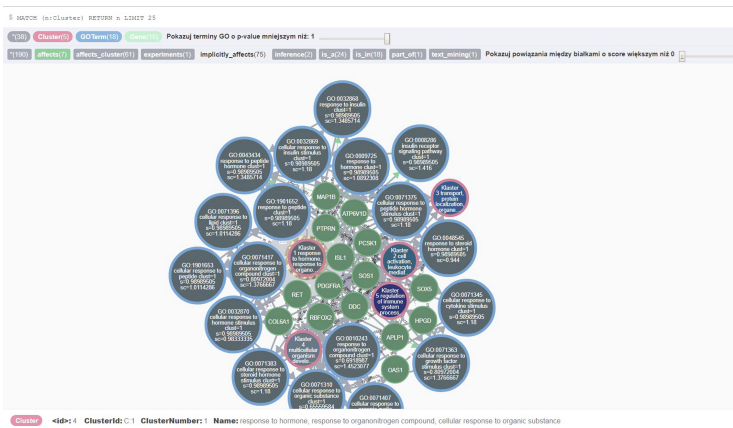 $ MATCH (n:Cluster) RETURN n LIMIT 25
*(38) Cluster(5) GOTerm(18) Pokazuj terminy GO o p-value mniejszym niż: 1
*(190) affects(7) affects_cluster(61) experiments(1) implicitly_affects(75) inference(2) is_a(24) is_in(18) part_of(1) text_mining(1) Pokazuj powiązania między białkami o score większym niż 0
GO:0032868
response to insulin
clust=1
s=0.98989505
sc=1.3485714
GO:0032869
cellular response to
insulin stimulus
clust=1
s=0.98989505
sc=1.18
GO:0008286
insulin receptor
signaling pathway
clust=1
s=0.98989505
sc=1.416
GO:0043434
response to peptide
hormone clust=1
s=0.98989505
sc=1.3485714
GO:0009725
response to
hormone clust=1
s=0.98989505
sc=1.0892308
GO:1901652
response to peptide
clust=1
s=0.98989505
sc=1.18
MAP1B
ATP6V1D
GO:0071375
cellular response to
peptide hormone
stimulus clust=1
s=0.98989505
sc=1.18
Klaster
3 transport,
protein
localization
organe...
GO:0071396
cellular response to
lipid clust=1
s=0.98989505
sc=1.0114286
PTPRN
PCSK1
GO:0048545
response to steroid
hormone clust=1
s=0.98989505
sc=0.944
GO:1901653
cellular response to
peptide clust=1
s=0.98989505
sc=1.0114286
GO:0071417
cellular response to
organonitrogen
compound clust=1
s=0.80972004
sc=1.3766667
Klaster
1 response to
hormone,
response to
organo...
ISL1
Klaster
2 cell
activation,
leukocyte
mediat...
SOS1
GO:0071345
cellular response to
cytokine stimulus
clust=1
s=0.98989505
sc=1.18
RET
PDGFRA
DDC
Klaster
5 regulation
of immune
system
process...
SOX5
GO:0032870
cellular response to
hormone stimulus
clust=1
s=0.98989505
sc=0.98333335
COL5A1
RBFOX2
HPGD
Klaster
4
multicellular
organism
develo...
GO:0010243
response to
organonitrogen
compound clust=1
s=0.6918987
sc=1.4523077
APLP1
GO:0071363
cellular response to
growth factor
stimulus clust=1
s=0.80972004
sc=1.3766667
GO:0071383
cellular response to
steroid hormone
stimulus clust=1
s=0.98989505
sc=1.18
OAS1
GO:0071310
cellular response to
organic substance
clust=1
GO:0071407
cellular response to
Cluster <id>: 4 ClusterId: C:1 ClusterNumber: 1 Name: response to hormone, response to organonitrogen compound, cellular response to organic substance